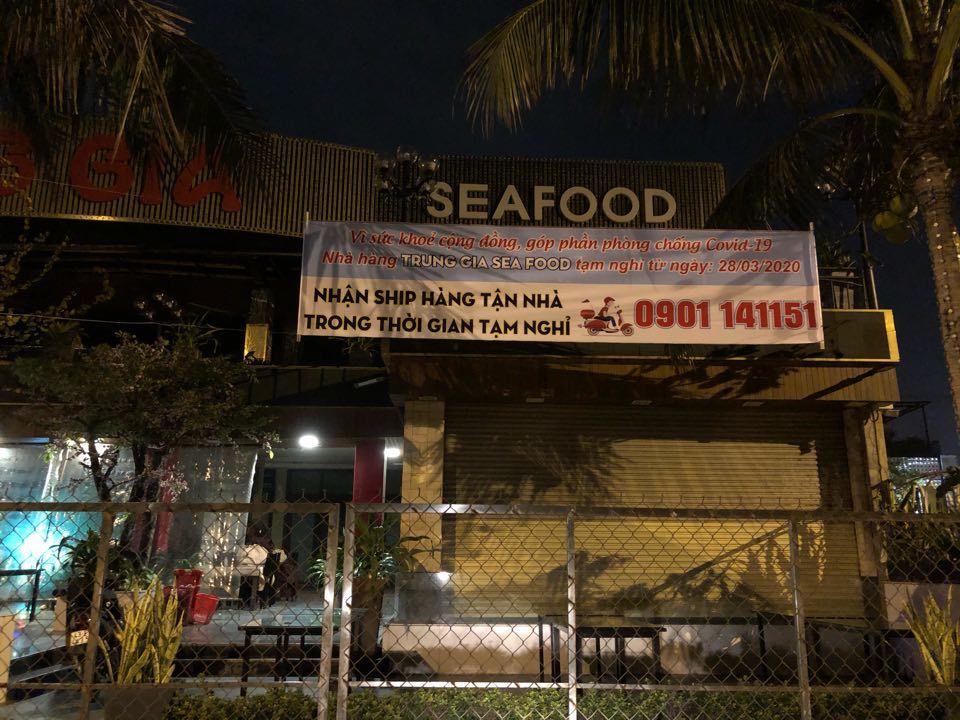 GIA
SEAFOOD
Vì sức khoẻ cộng đồng, góp phần phòng chống Covid-19
Nhà hàng TRUNG GIA SEA FOOD tạm nghỉ từ ngày: 28/03/2020
NHẬN SHIP HÀNG TẬN NHÀ
TRONG THỜI GIAN TẠM NGHỈ
0901 141151